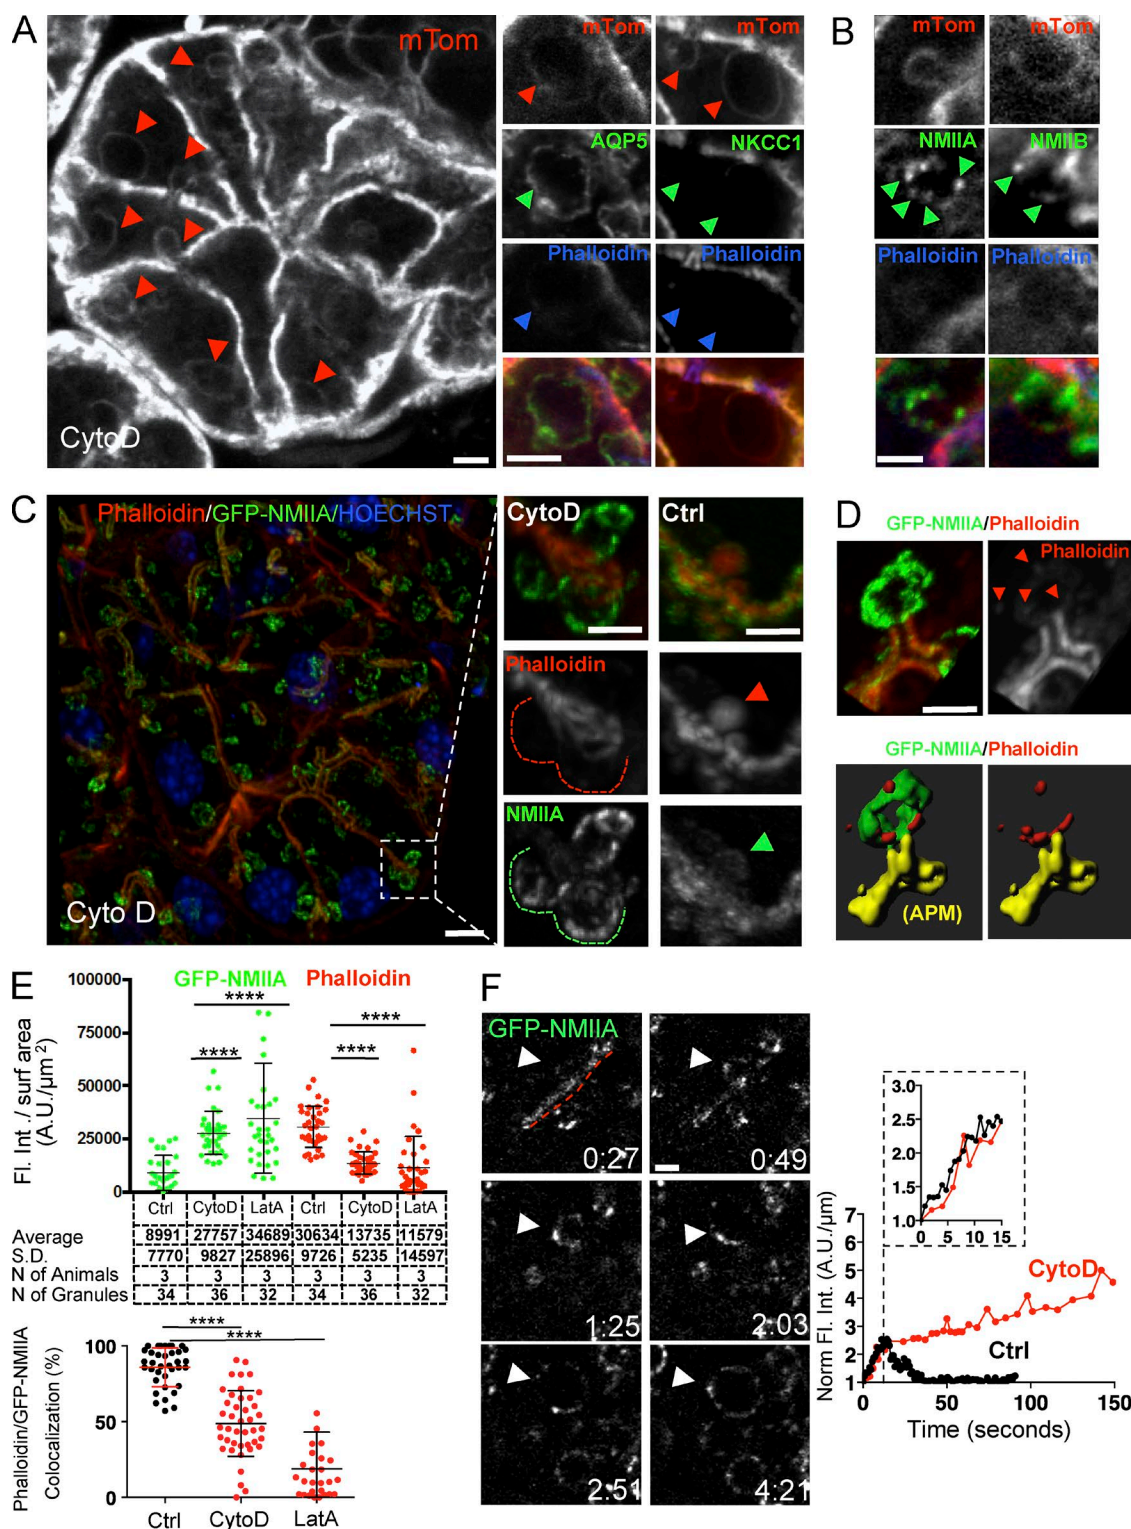 A
mTom
CytoD
mTom
mTom
AQP5
NKCC1
Phalloidin
Phalloidin
B
mTom
mTom
NMIIA
NMIIB
Phalloidin
Phalloidin
C
Phalloidin/GFP-NMIIA/HOECHST
Cyto D
CytoD
Ctrl
Phalloidin
NMIIA
D
GFP-NMIIA/Phalloidin
Phalloidin
GFP-NMIIA/Phalloidin
(APM)
E
GFP-NMIIA Phalloidin
Fl. Int./ surf area
(A.U./µm²)
100000
75000
50000
25000
0
****
****
****
****
Ctrl CytoD LatA Ctrl CytoD LatA
Average 8991 27757 34689 30634 13735 11579
S.D. 7770 9827 25896 9726 5235 14597
N of Animals 3 3 3 3 3 3
N of Granules 34 36 32 34 36 32
Phalloidin/GFP-NMIIA
Colocalization (%)
100
50
0
****
****
Ctrl CytoD LatA
F
GFP-NMIIA
0:27
0:49
1:25
2:03
2:51
4:21
3.0
2.5
2.0
1.5
1.0
0 5 10 15
Norm Fl. Int. (A.U./µm)
7
6
5
4
3
2
1
CytoD
Ctrl
0 50 100 150
Time (seconds)